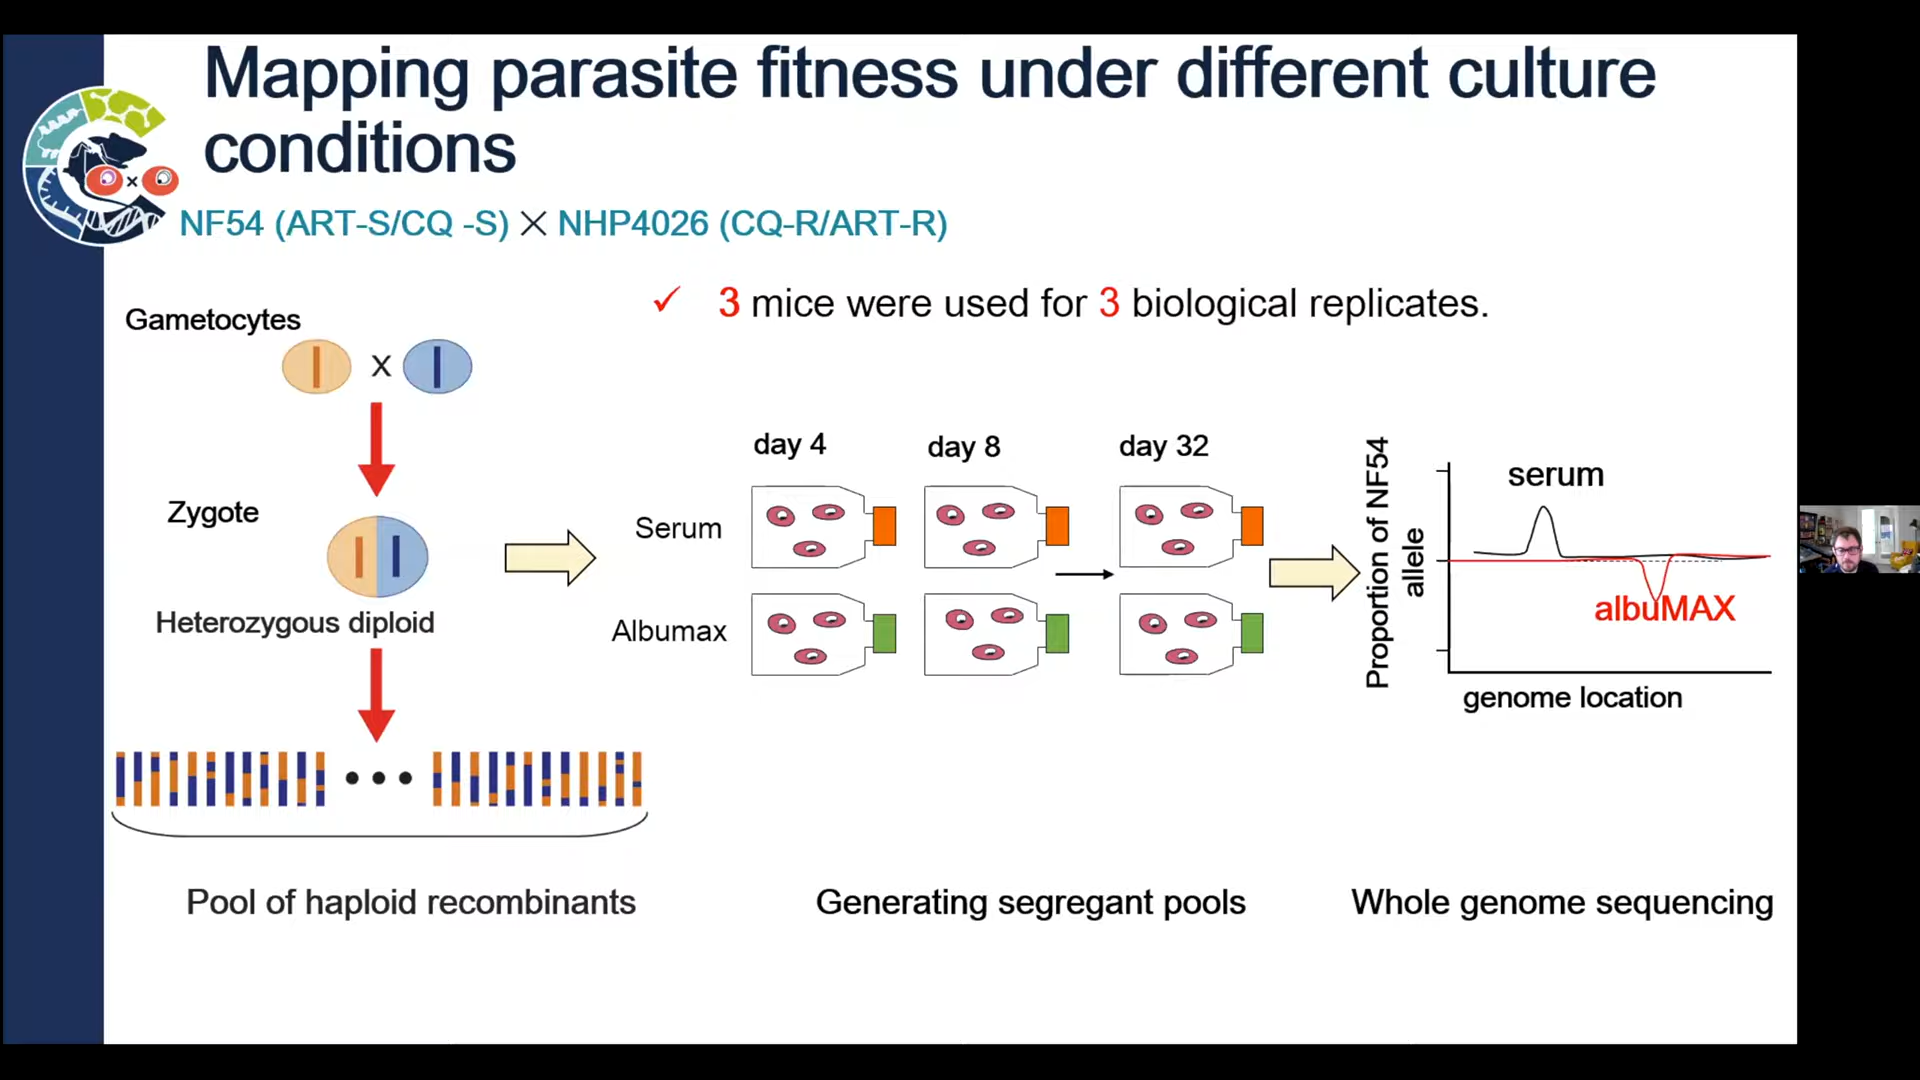 Mapping parasite fitness under different culture
conditions
NF54 (ART-S/CQ -S) × NHP4026 (CQ-R/ART-R)
✓ 3 mice were used for 3 biological replicates.
Gametocytes
X
Zygote
Heterozygous diploid
Pool of haploid recombinants
day 4
day 8
day 32
Serum
Albumax
Generating segregant pools
Proportion of NF54
allele
serum
albuMAX
genome location
Whole genome sequencing